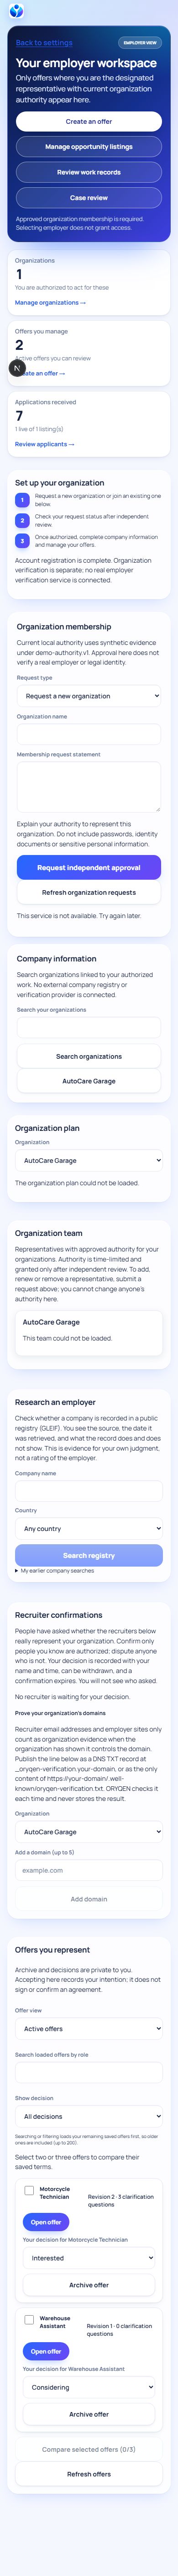 Back to settings
EMPLOYER VIEW
Your employer workspace
Only offers where you are the designated
representative with current organization
authority appear here.
Create an offer
Manage opportunity listings
Review work records
Case review
Approved organization membership is required.
Selecting employer does not grant access.
Organizations
1
You are authorized to act for these
Manage organizations →
Offers you manage
2
Active offers you can review
N
ate an offer →
Applications received
7
1 live of 1 listing(s)
Review applicants →
Set up your organization
1
Request a new organization or join an existing one
below.
2
Check your request status after independent
review.
3
Once authorized, complete company information
and manage your offers.
Account registration is complete. Organization
verification is separate; no real employer
verification service is connected.
Organization membership
Current local authority uses synthetic evidence
under demo-authority.v1. Approval here does not
verify a real employer or legal identity.
Request type
Request a new organization
Organization name
Membership request statement
Explain your authority to represent this
organization. Do not include passwords, identity
documents or sensitive personal information.
Request independent approval
Refresh organization requests
This service is not available. Try again later.
Company information
Search organizations linked to your authorized
work. No external company registry or
verification provider is connected.
Search your organizations
Search organizations
AutoCare Garage
Organization plan
Organization
AutoCare Garage
The organization plan could not be loaded.
Organization team
Representatives with approved authority for your
organizations. Authority is time-limited and
granted only after independent review. To add,
renew or remove a representative, submit a
request above; you cannot change anyone's
authority here.
AutoCare Garage
This team could not be loaded.
Research an employer
Check whether a company is recorded in a public
registry (GLEIF). You see the source, the date it
was retrieved, and what the record does and does
not show. This is evidence for your own judgment,
not a rating of the employer.
Company name
Country
Any country
Search registry
▸ My earlier company searches
Recruiter confirmations
People have asked whether the recruiters below
really represent your organization. Confirm only
people you know are authorized; dispute anyone
who is not. Your decision is recorded with your
name and time, can be withdrawn, and a
confirmation expires. You will not see who asked.
No recruiter is waiting for your decision.
Prove your organization's domains
Recruiter email addresses and employer sites only
count as organization evidence when the
organization has shown it controls the domain.
Publish the line below as a DNS TXT record at
_oryqen-verification.your-domain, or as the only
content of https://your-domain/.well-
known/oryqen-verification.txt. ORYQEN checks it
each time and never stores the result.
Organization
AutoCare Garage
Add a domain (up to 5)
example.com
Add domain
Offers you represent
Archive and decisions are private to you.
Accepting here records your intention; it does not
sign or confirm an agreement.
Offer view
Active offers
Search loaded offers by role
Show decision
All decisions
Searching or filtering loads your remaining saved offers first, so older
ones are included (up to 200).
Select two or three offers to compare their
saved terms.
Motorcycle
Technician
Revision 2 · 3 clarification
questions
Open offer
Your decision for Motorcycle Technician
Interested
Archive offer
Warehouse
Assistant
Revision 1 · 0 clarification
questions
Open offer
Your decision for Warehouse Assistant
Considering
Archive offer
Compare selected offers (0/3)
Refresh offers